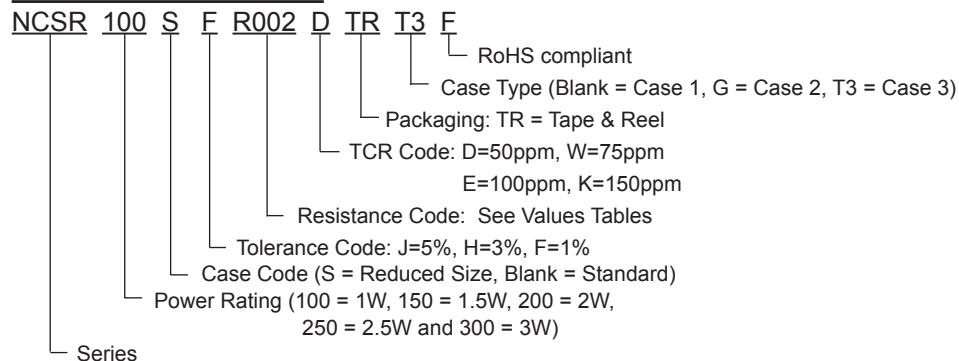 NCSR 100 S F R002 D TR T3 F
RoHS compliant
Case Type (Blank = Case 1, G = Case 2, T3 = Case 3)
Packaging: TR = Tape & Reel
TCR Code: D=50ppm, W=75ppm
E=100ppm, K=150ppm
Resistance Code: See Values Tables
Tolerance Code: J=5%, H=3%, F=1%
Case Code (S = Reduced Size, Blank = Standard)
Power Rating (100 = 1W, 150 = 1.5W, 200 = 2W,
250 = 2.5W and 300 = 3W)
Series